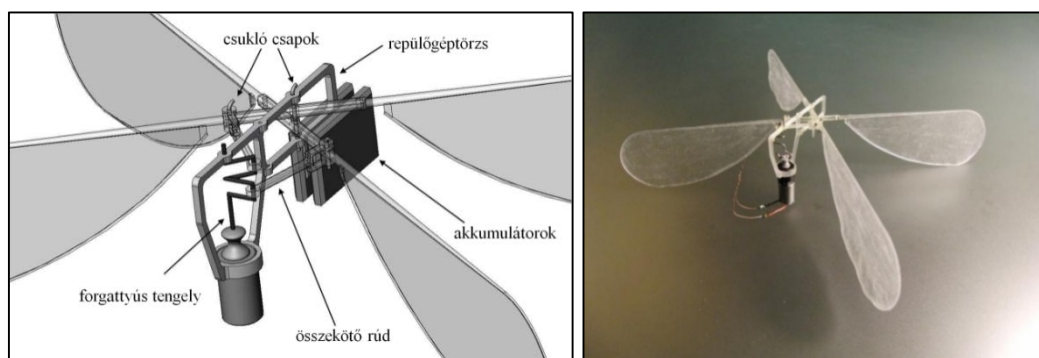 csukló csapok
repülőgéptörzs
akkumulátorok
forgattyús tengely
összekötő rúd